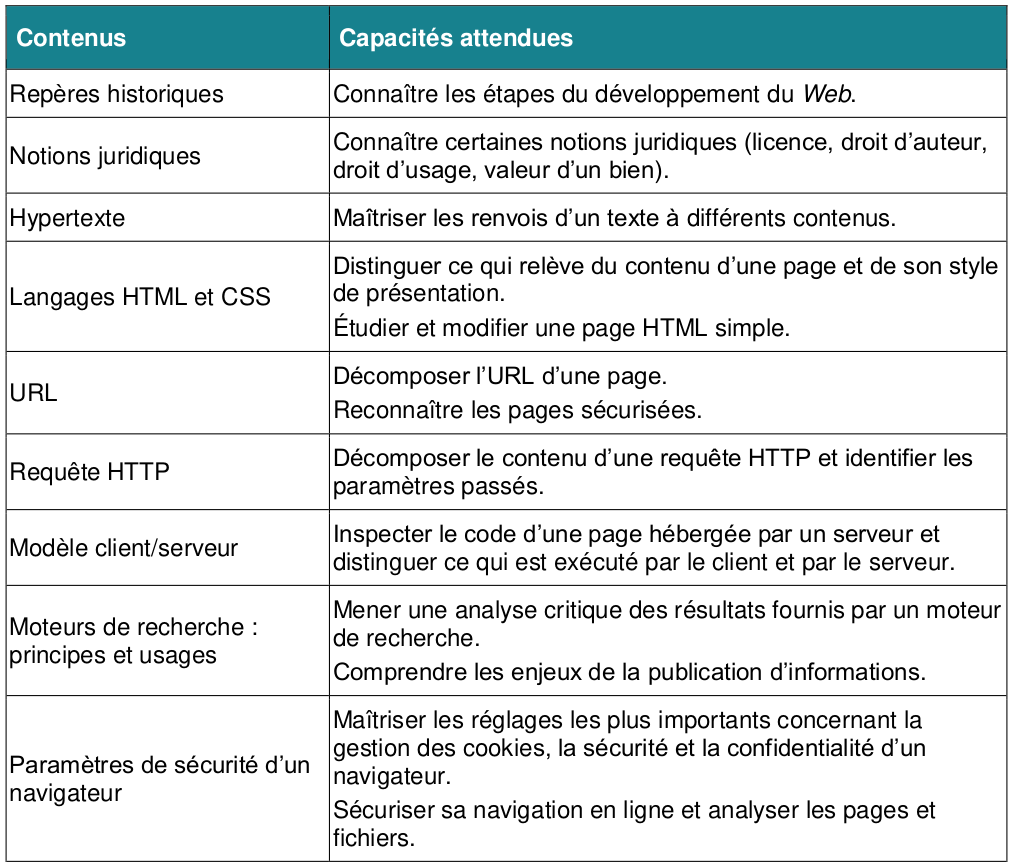 Contenus
Capacités attendues
Repères historiques
Connaître les étapes du développement du Web.
Notions juridiques
Connaître certaines notions juridiques (licence, droit d’auteur,
droit d’usage, valeur d’un bien).
Hypertexte
Maîtriser les renvois d’un texte à différents contenus.
Langages HTML et CSS
Distinguer ce qui relève du contenu d’une page et de son style
de présentation.
Étudier et modifier une page HTML simple.
URL
Décomposer l’URL d’une page.
Reconnaître les pages sécurisées.
Requête HTTP
Décomposer le contenu d’une requête HTTP et identifier les
paramètres passés.
Modèle client/serveur
Inspecter le code d’une page hébergée par un serveur et
distinguer ce qui est exécuté par le client et par le serveur.
Moteurs de recherche :
principes et usages
Mener une analyse critique des résultats fournis par un moteur
de recherche.
Comprendre les enjeux de la publication d’informations.
Paramètres de sécurité d’un
navigateur
Maîtriser les réglages les plus importants concernant la
gestion des cookies, la sécurité et la confidentialité d’un
navigateur.
Sécuriser sa navigation en ligne et analyser les pages et
fichiers.